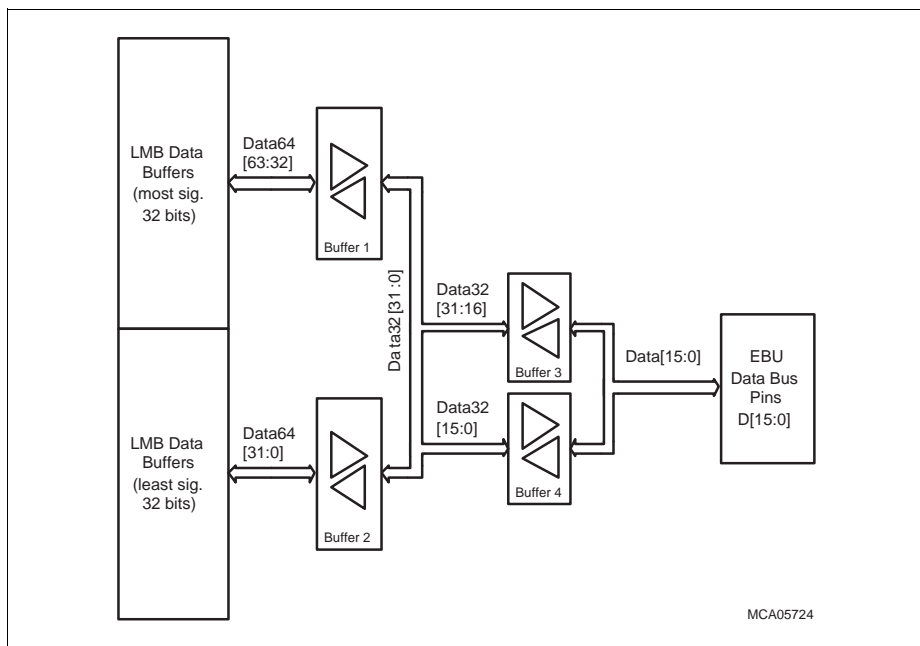 LMB Data
Buffers
(most sig.
32 bits)
Data64
[63:32]
Buffer 1
Data32 [31:0]
Data32
[31:16]
Buffer 3
Data[15:0]
EBU
Data Bus
Pins
D[15:0]
LMB Data
Buffers
(least sig.
32 bits)
Data64
[31:0]
Buffer 2
Data32
[15:0]
Buffer 4
MCA05724